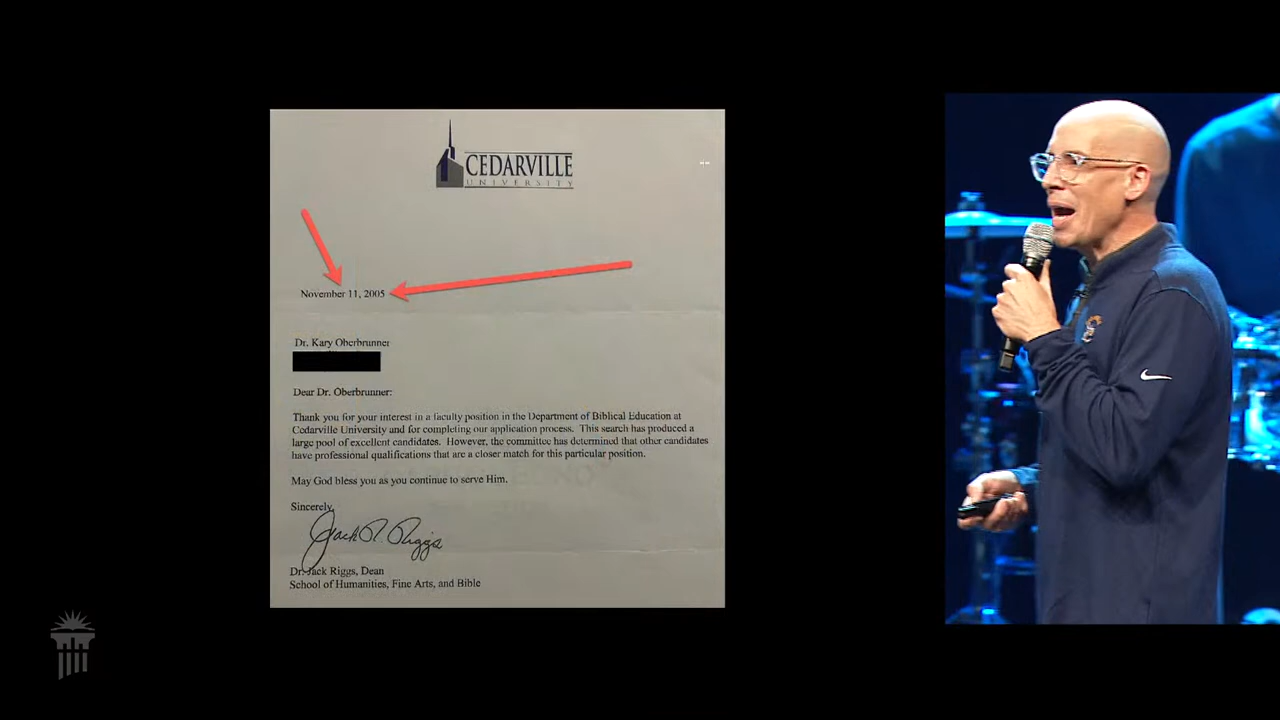 CEDARVILLE
UNIVERSITY
November 11, 2005
Dr. Kary Oberbrunner
Dear Dr. Oberbrunner:
Thank you for your interest in a faculty position in the Department of Biblical Education at
Cedarville University and for completing our application process. This search has produced a
large pool of excellent candidates. However, the committee has determined that other candidates
have professional qualifications that are a closer match for this particular position.
May God bless you as you continue to serve Him.
Sincerely,
Jack R. Riggs
Dr. Jack Riggs, Dean
School of Humanities, Fine Arts, and Bible